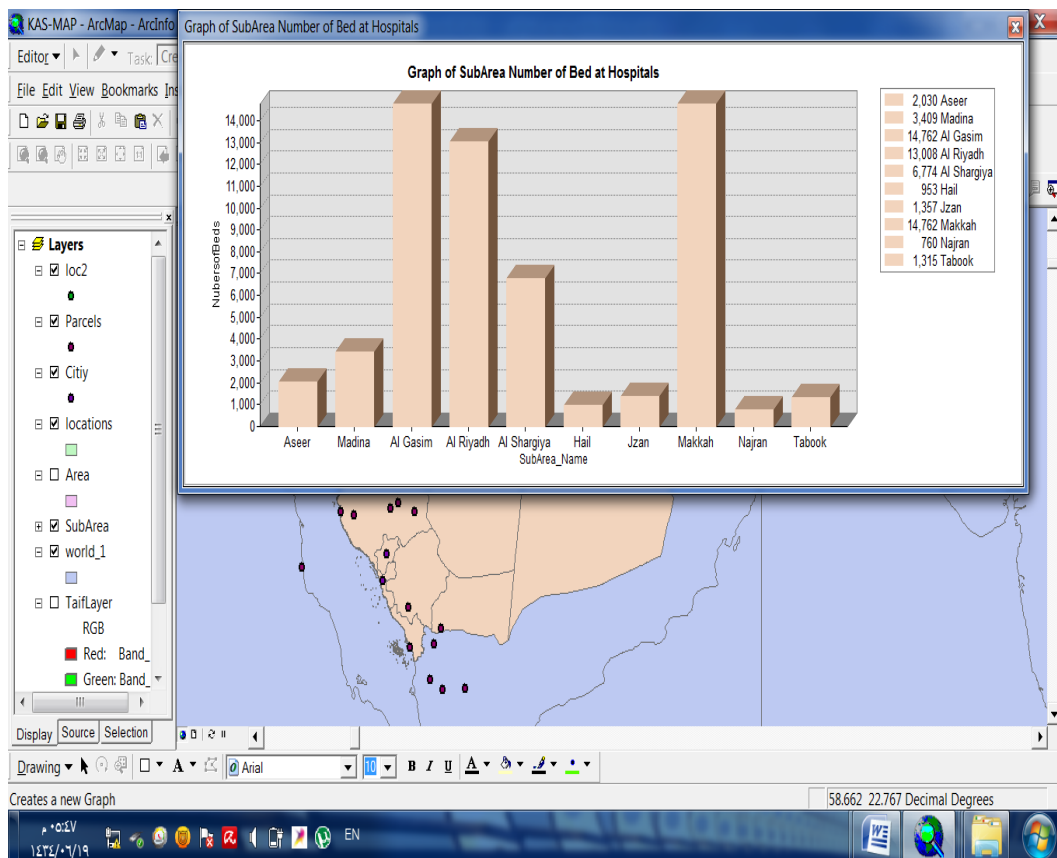 KAS-MAP - ArcMap - ArcInfo
Graph of SubArea Number of Bed at Hospitals
Editor
Task: Cre
File Edit View Bookmarks Ins
Graph of SubArea Number of Bed at Hospitals
NubersofBeds
14,000
13,000
12,000
11,000
10,000
9,000
8,000
7,000
6,000
5,000
4,000
3,000
2,000
1,000
0
Aseer Madina Al Gasim Al Riyadh Al Shargiya Hail Jzan Makkah Najran Tabook
SubArea_Name
2,030 Aseer
3,409 Madina
14,762 Al Gasim
13,008 Al Riyadh
6,774 Al Shargiya
953 Hail
1,357 Jzan
14,762 Makkah
760 Najran
1,315 Tabook
Layers
loc2
Parcels
Citiy
locations
Area
SubArea
world_1
TaifLayer
RGB
Red: Band_
Green: Band_
Display Source Selection
Drawing
A
Arial
10
B I U A
Creates a new Graph
58.662 22.767 Decimal Degrees
٠٥:٤٧ م
١٤٣٤/٠٦/١٩
EN